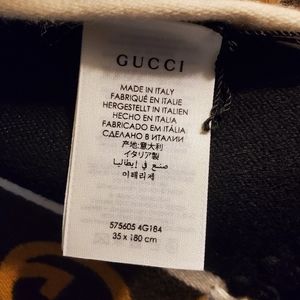 GUCCI
MADE IN ITALY
FABRIQUÉ EN ITALIE
HERGESTELLT IN ITALIEN
HECHO EN ITALIA
FABRICADO EM ITÁLIA
СДЕЛАНО В ИТАЛИИ
产地:意大利
イタリア製
صنع في إيطاليا
이태리제
575605 4G184
35 x 180 cm